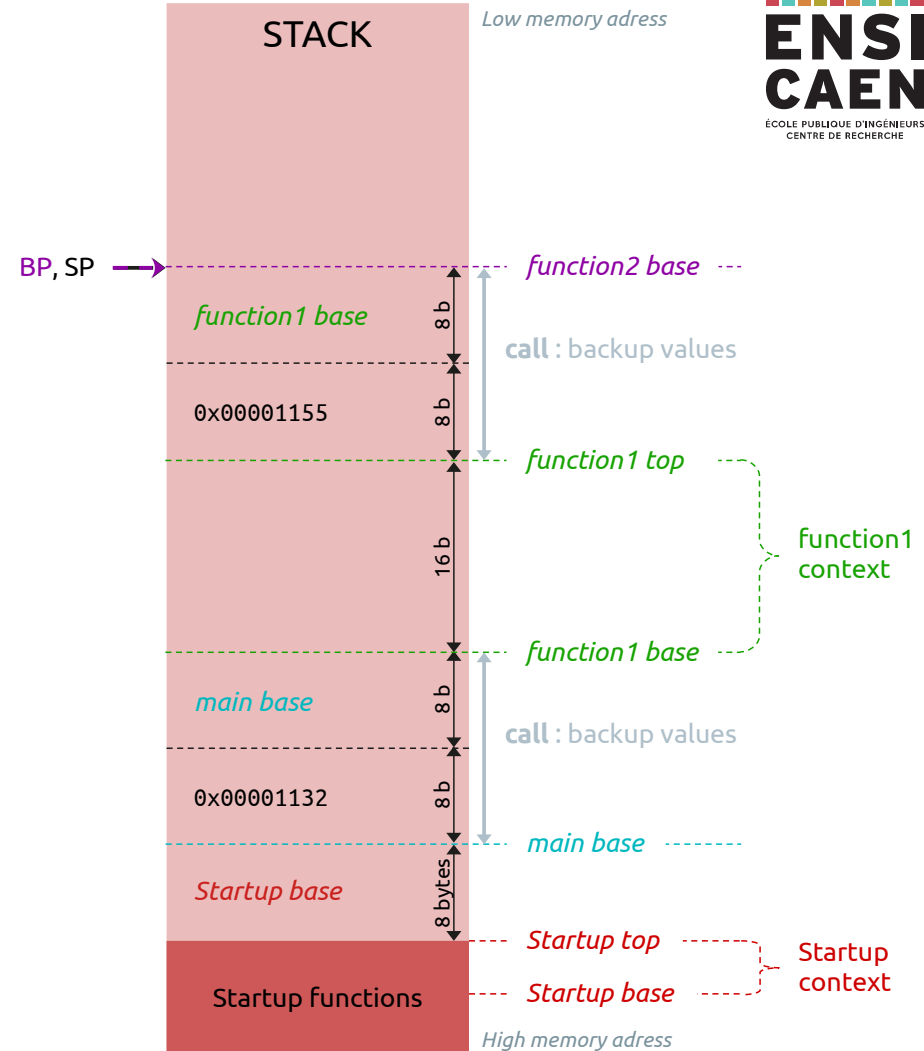 STACK
Low memory adress
ENSI
CAEN
ÉCOLE PUBLIQUE D'INGÉNIEURS
CENTRE DE RECHERCHE
BP, SP
function2 base
function1 base
8 b
call : backup values
0x00001155
8 b
function1 top
16 b
function1
context
function1 base
main base
8 b
call : backup values
0x00001132
8 b
main base
Startup base
8 bytes
Startup top
Startup
context
Startup functions
Startup base
High memory adress